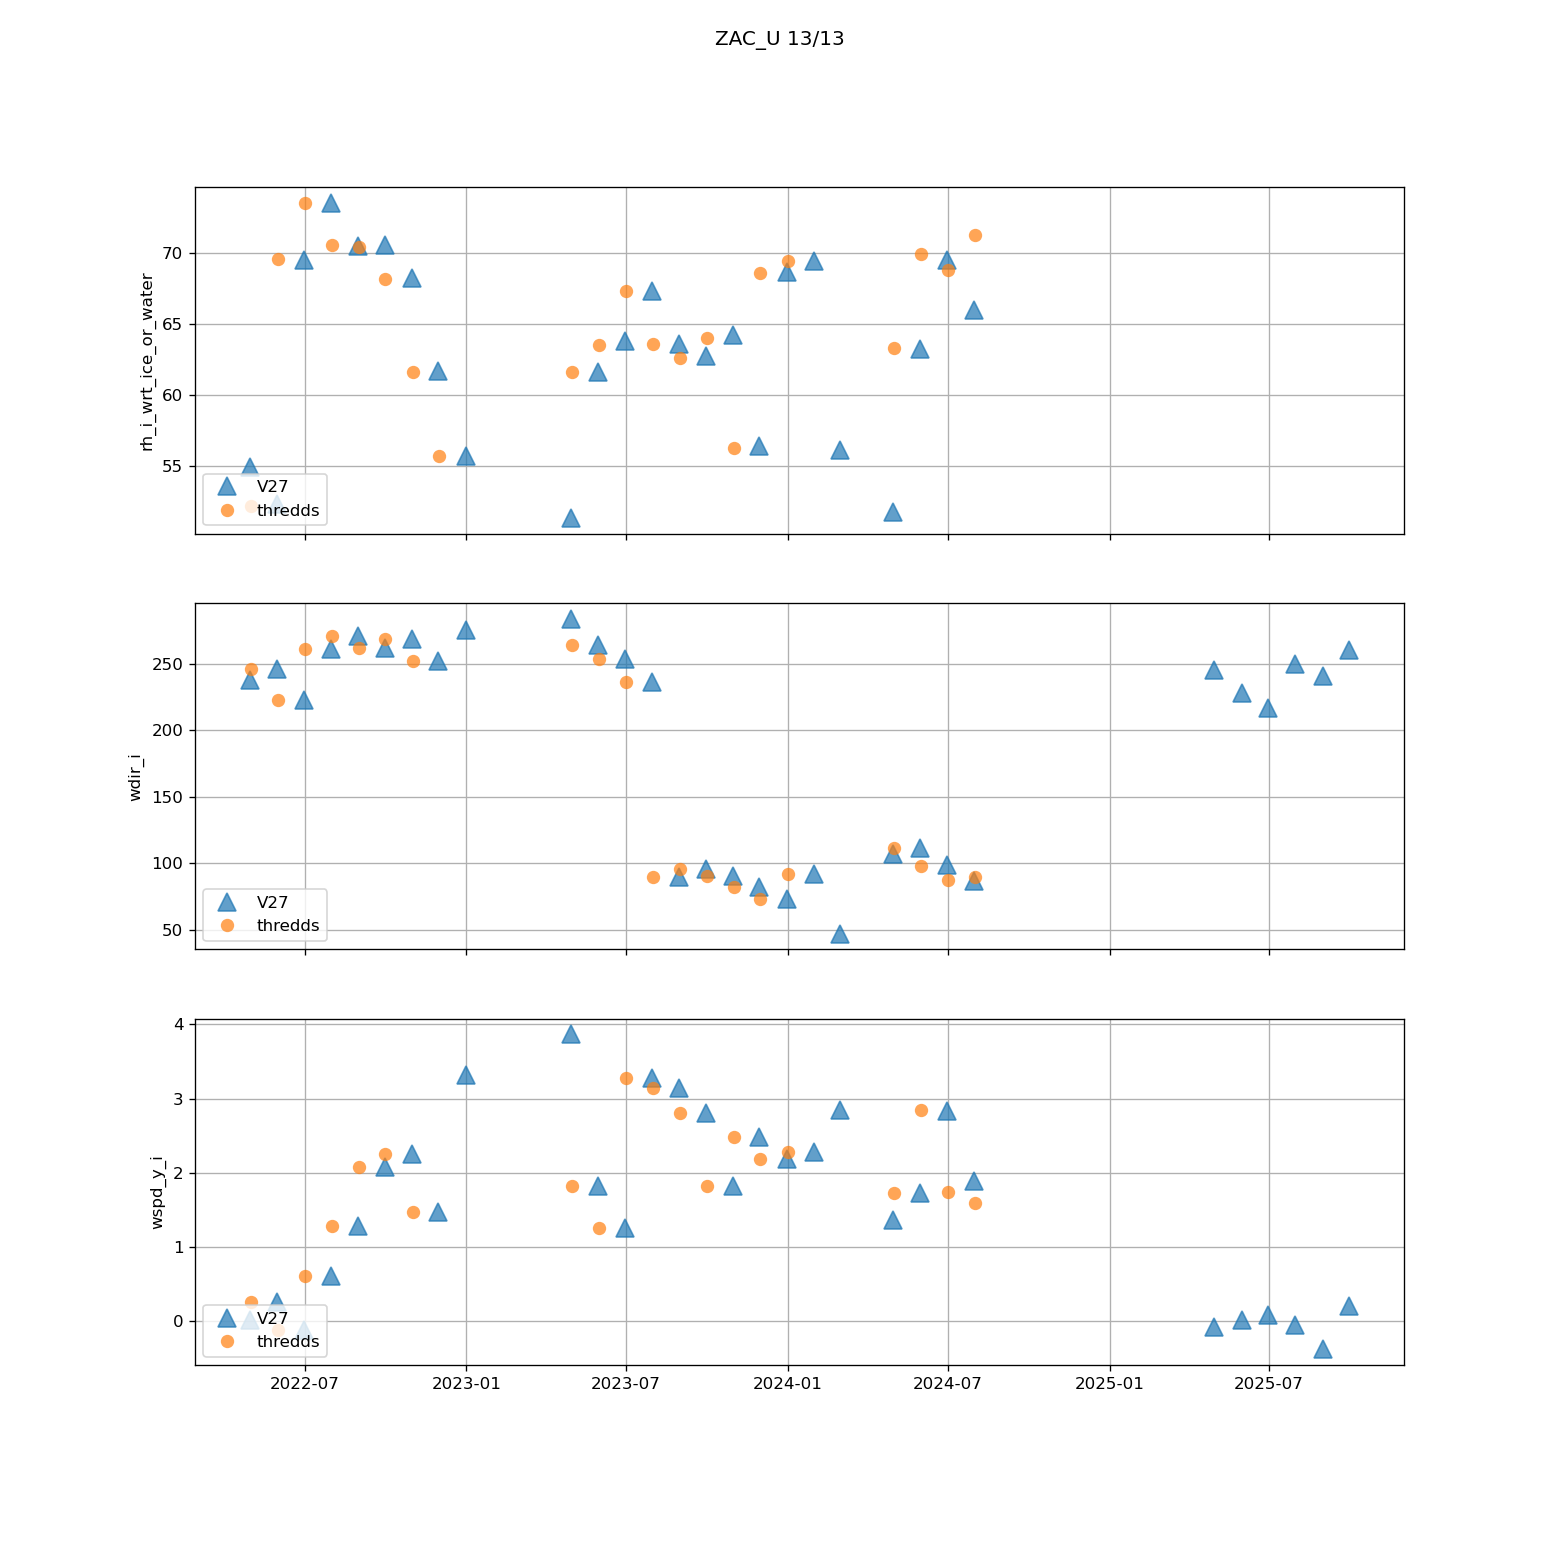 ZAC_U 13/13
rh_i_wrt_ice_or_water
70
65
60
55
V27
thredds
wdir_i
250
200
150
100
50
V27
thredds
wspd_y_i
4
3
2
1
0
V27
thredds
2022-07 2023-01 2023-07 2024-01 2024-07 2025-01 2025-07